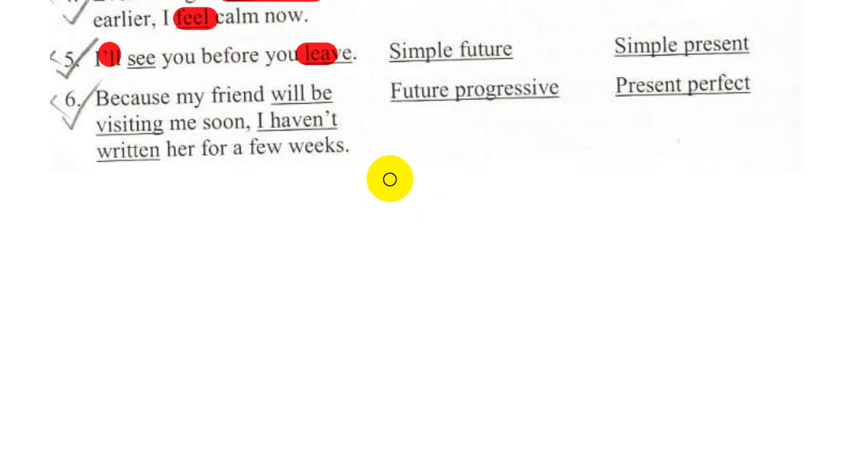 earlier, I feel calm now.
5. I'll see you before you leave. Simple future Simple present
6. Because my friend will be Future progressive Present perfect
visiting me soon, I haven't
written her for a few weeks.